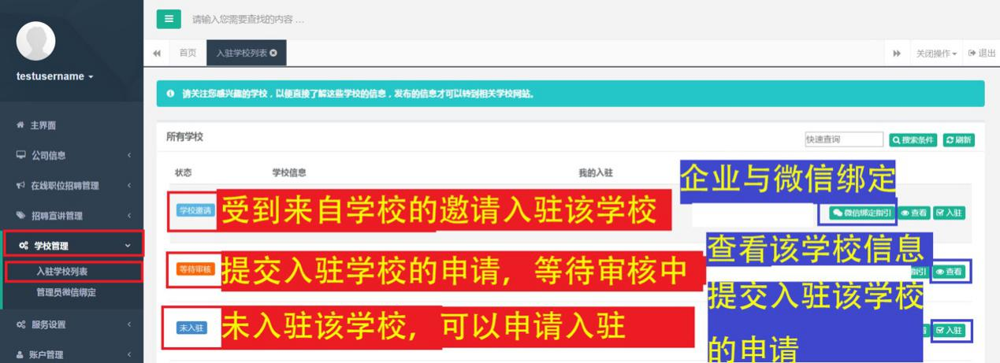 请输入您需要查找的内容 …
首页
入驻学校列表
关闭操作
退出
testusername
请关注您感兴趣的学校，以便直接了解这些学校的信息，发布的信息才可以转到相关学校网站。
主界面
公司信息
在线职位招聘管理
招聘宣讲管理
学校管理
入驻学校列表
管理员微信绑定
服务设置
账户管理
所有学校
快速查询
搜索条件
刷新
状态
学校信息
我的入驻
企业与微信绑定
学校邀请
受到来自学校的邀请入驻该学校
微信绑定指引
查看
入驻
查看该学校信息
等待审核
提交入驻学校的申请，等待审核中
指引
查看
提交入驻该学校
的申请
未入驻
未入驻该学校，可以申请入驻
入驻